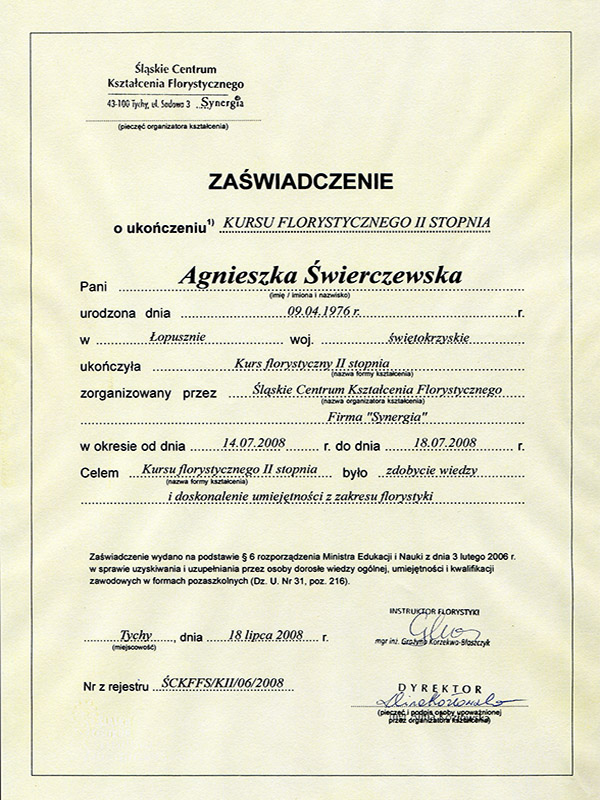 Śląskie Centrum
Kształcenia Florystycznego
43-100 Tychy, ul. Sadowa 3 Synergia
(pieczęć organizatora kształcenia)
ZAŚWIADCZENIE
o ukończeniu1) KURSU FLORYSTYCZNEGO II STOPNIA
Pani Agnieszka Świerczewska
(imię / imiona i nazwisko)
urodzona dnia 09.04.1976 r. r.
w Łopusznie woj. świętokrzyskie
ukończyła Kurs florystyczny II stopnia
(nazwa formy kształcenia)
zorganizowany przez Śląskie Centrum Kształcenia Florystycznego
(nazwa organizatora kształcenia)
Firma "Synergia"
w okresie od dnia 14.07.2008 r. do dnia 18.07.2008 r.
Celem Kursu florystycznego II stopnia było zdobycie wiedzy
(nazwa formy kształcenia)
i doskonalenie umiejętności z zakresu florystyki
Zaświadczenie wydano na podstawie § 6 rozporządzenia Ministra Edukacji i Nauki z dnia 3 lutego 2006 r.
w sprawie uzyskiwania i uzupełniania przez osoby dorosłe wiedzy ogólnej, umiejętności i kwalifikacji
zawodowych w formach pozaszkolnych (Dz. U. Nr 31, poz. 216).
INSTRUKTOR FLORYSTYKI
mgr inż. Grażyna Korzekwa-Błaszczyk
Tychy, dnia 18 lipca 2008 r.
(miejscowość)
Nr z rejestru ŚCKFFS/KII/06/2008
DYREKTOR
(pieczęć i podpis osoby upoważnionej
przez organizatora kształcenia)